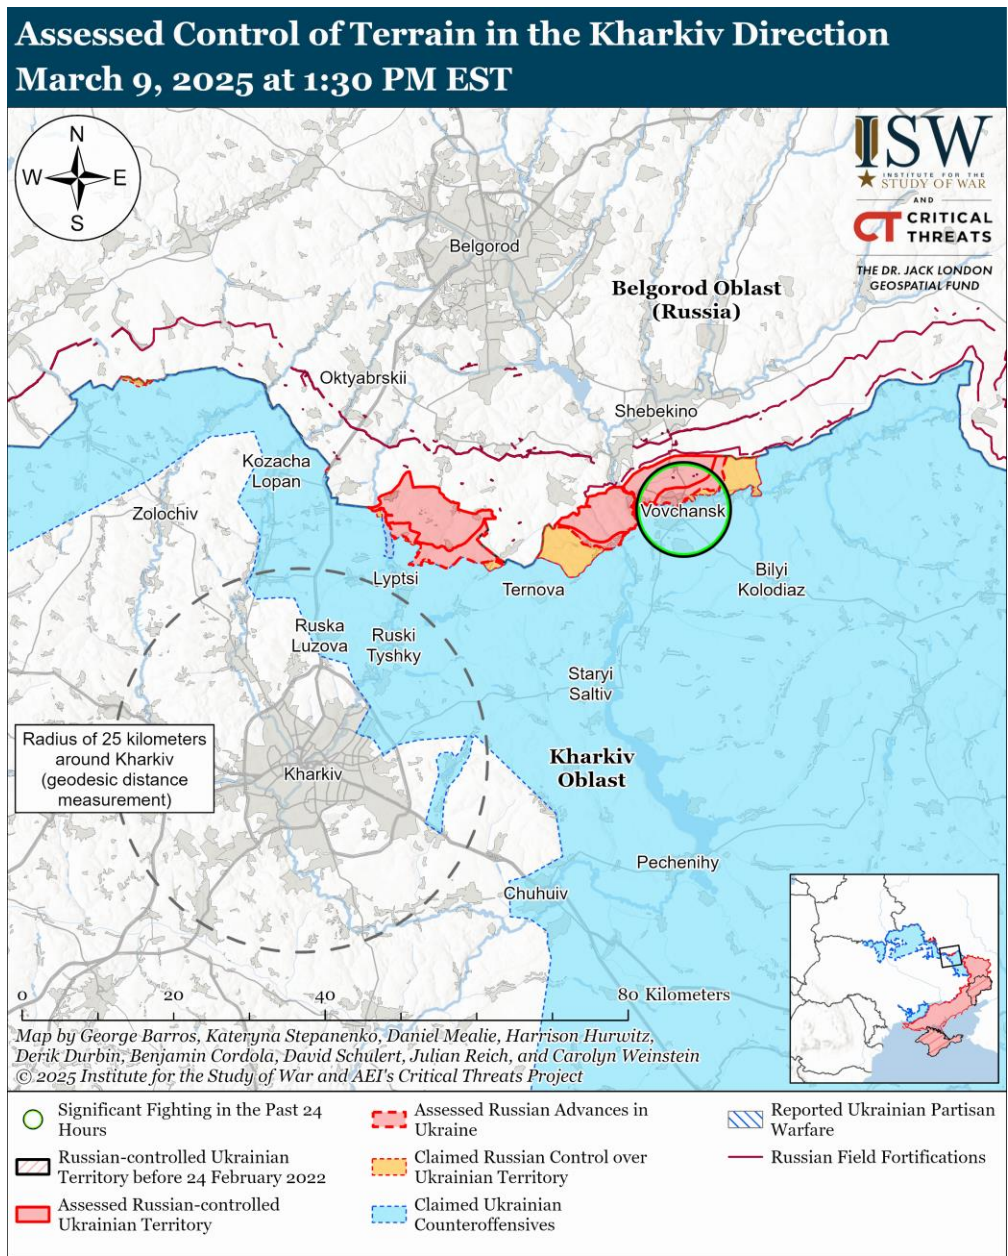 Assessed Control of Terrain in the Kharkiv Direction
March 9, 2025 at 1:30 PM EST
N
W
E
S
ISW
INSTITUTE FOR THE
STUDY OF WAR
AND
CT CRITICAL
THREATS
THE DR. JACK LONDON
GEOSPATIAL FUND
Belgorod
Belgorod Oblast
(Russia)
Oktyabrskii
Shebekino
Kozacha
Lopan
Zolochiv
Vovchansk
Lyptsi
Ternova
Bilyi
Kolodiaz
Ruska
Luzova
Ruski
Tyshky
Staryi
Saltiv
Radius of 25 kilometers
around Kharkiv
(geodesic distance
measurement)
Kharkiv
Kharkiv
Oblast
Pechenihy
Chuhuiv
0
20
40
80 Kilometers
Map by George Barros, Kateryna Stepanenko, Daniel Mealie, Harrison Hurwitz,
Derik Durbin, Benjamin Cordola, David Schulert, Julian Reich, and Carolyn Weinstein
© 2025 Institute for the Study of War and AEI's Critical Threats Project
Significant Fighting in the Past 24
Hours
Russian-controlled Ukrainian
Territory before 24 February 2022
Assessed Russian-controlled
Ukrainian Territory
Assessed Russian Advances in
Ukraine
Claimed Russian Control over
Ukrainian Territory
Claimed Ukrainian
Counteroffensives
Reported Ukrainian Partisan
Warfare
Russian Field Fortifications